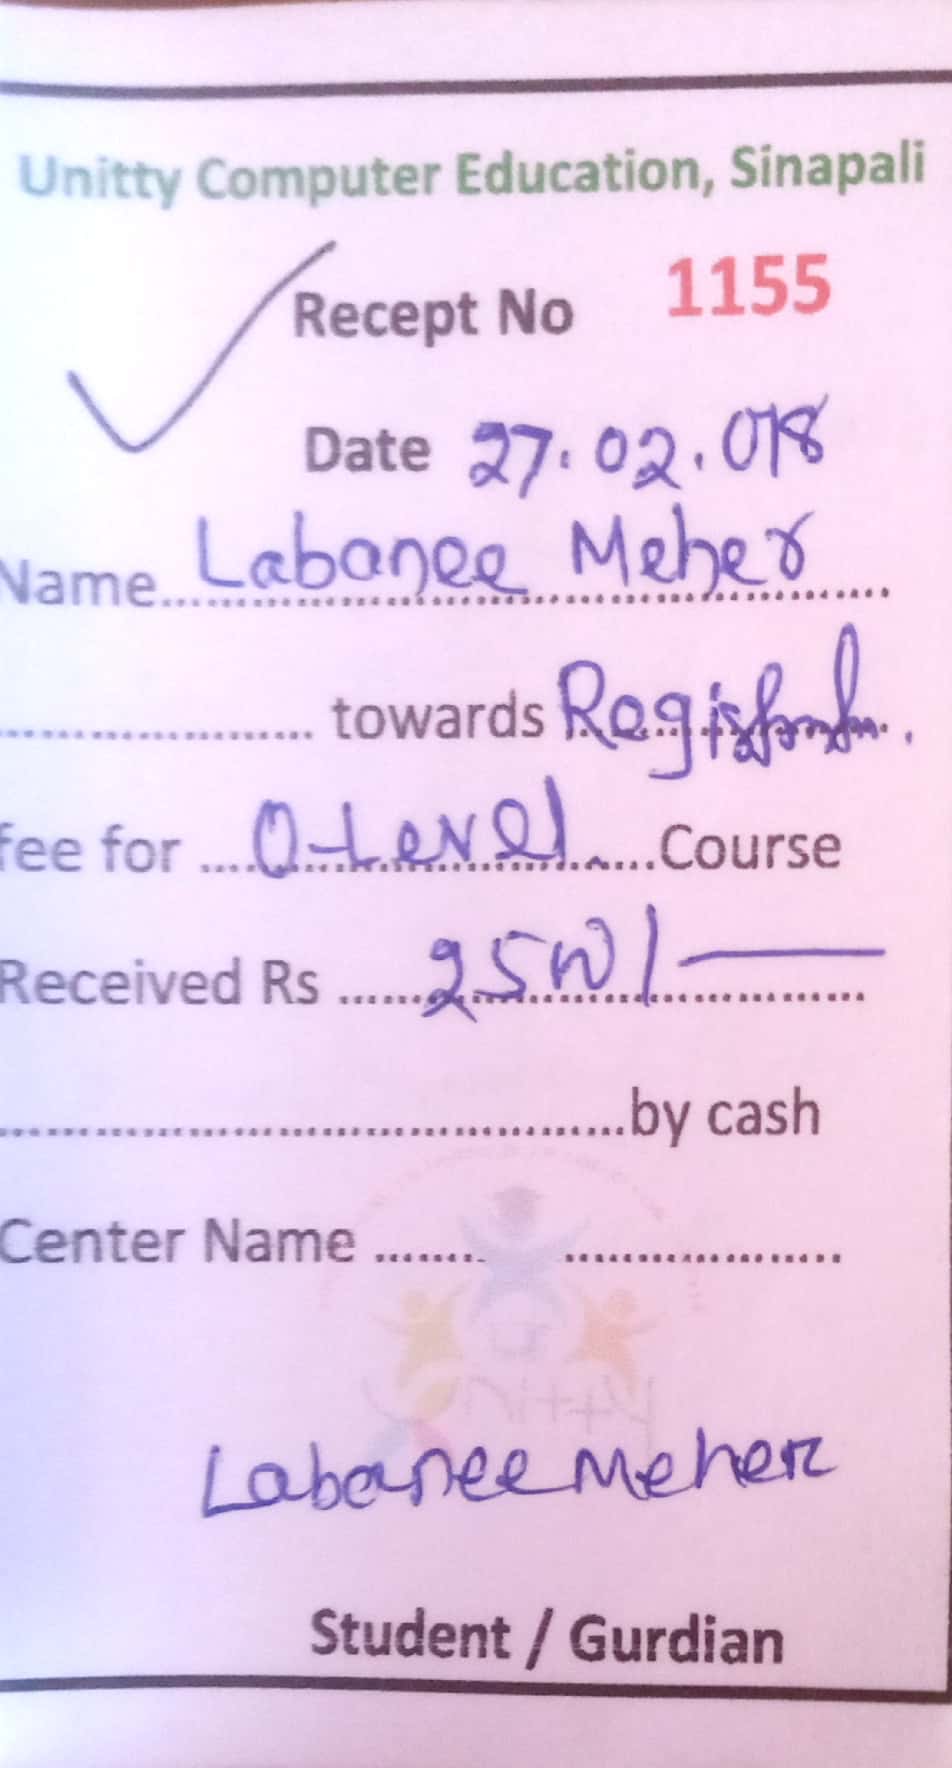 Unitty Computer Education, Sinapali
Recept No 1155
Date 27.02.018
Name Labanee Meher
towards Registration.
fee for O-Level Course
Received Rs 2500/-
by cash
Center Name
Labanee Meher
Student / Gurdian